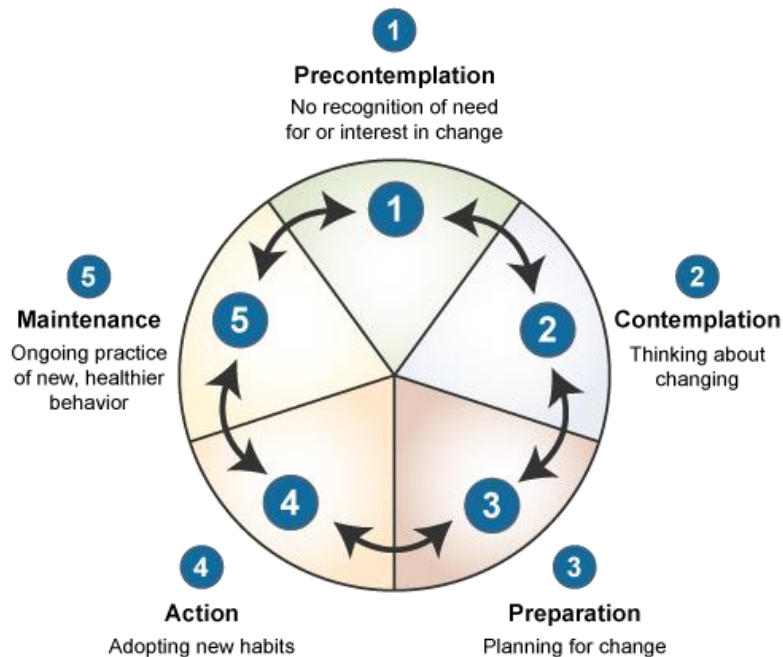 1
Precontemplation
No recognition of need
for or interest in change
1
2
Contemplation
Thinking about
changing
2
3
Preparation
Planning for change
3
4
Action
Adopting new habits
4
5
Maintenance
Ongoing practice
of new, healthier
behavior
5